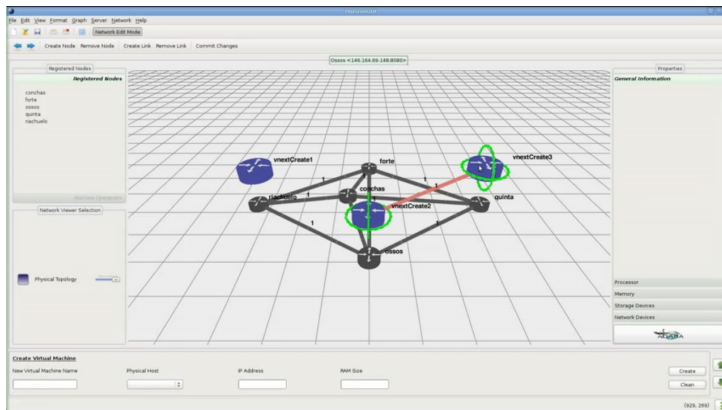 File Edit View Format Graph Server Network Help
Network Edit Mode
Create Node Remove Node Create Link Remove Link Commit Changes
Registered Nodes
Registered Nodes
conchas
forte
ossos
quinta
riachuelo
Network Viewer Selection
Physical Topology
Properties
General Information
Processor
Memory
Storage Devices
Network Devices
vnextCreate1
forte
vnextCreate3
1
1
1
1
conchas
riachuelo
vnextCreate2
quinta
1
1
ossos
Create Virtual Machine
New Virtual Machine Name
Physical Host
IP Address
RAM Size
Create
Clean